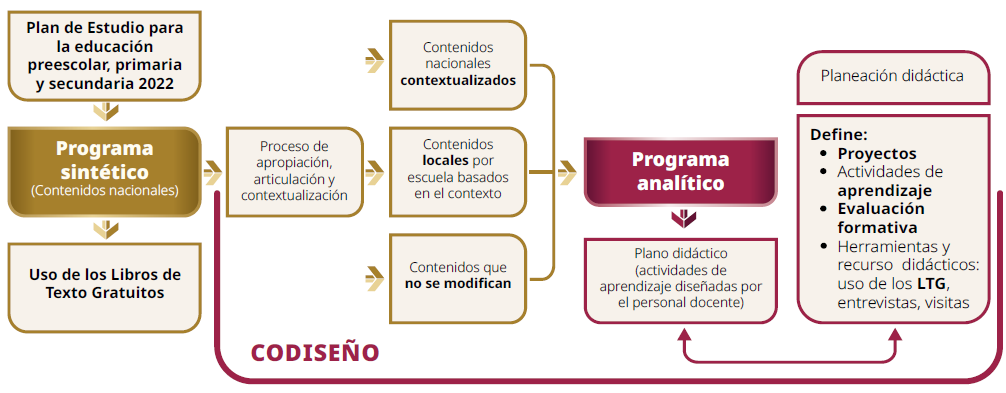 Plan de Estudio para
la educación
preescolar, primaria
y secundaria 2022
Programa
sintético
(Contenidos nacionales)
Uso de los Libros de
Texto Gratuitos
Proceso de
apropiación,
articulación y
contextualización
Contenidos
nacionales
contextualizados
Contenidos
locales por
escuela basados
en el contexto
Contenidos que
no se modifican
Programa
analítico
Plano didáctico
(actividades de
aprendizaje diseñadas por
el personal docente)
Planeación didáctica
Define:
• Proyectos
• Actividades de
aprendizaje
• Evaluación
formativa
• Herramientas y
recurso didácticos:
uso de los LTG,
entrevistas, visitas
CODISEÑO